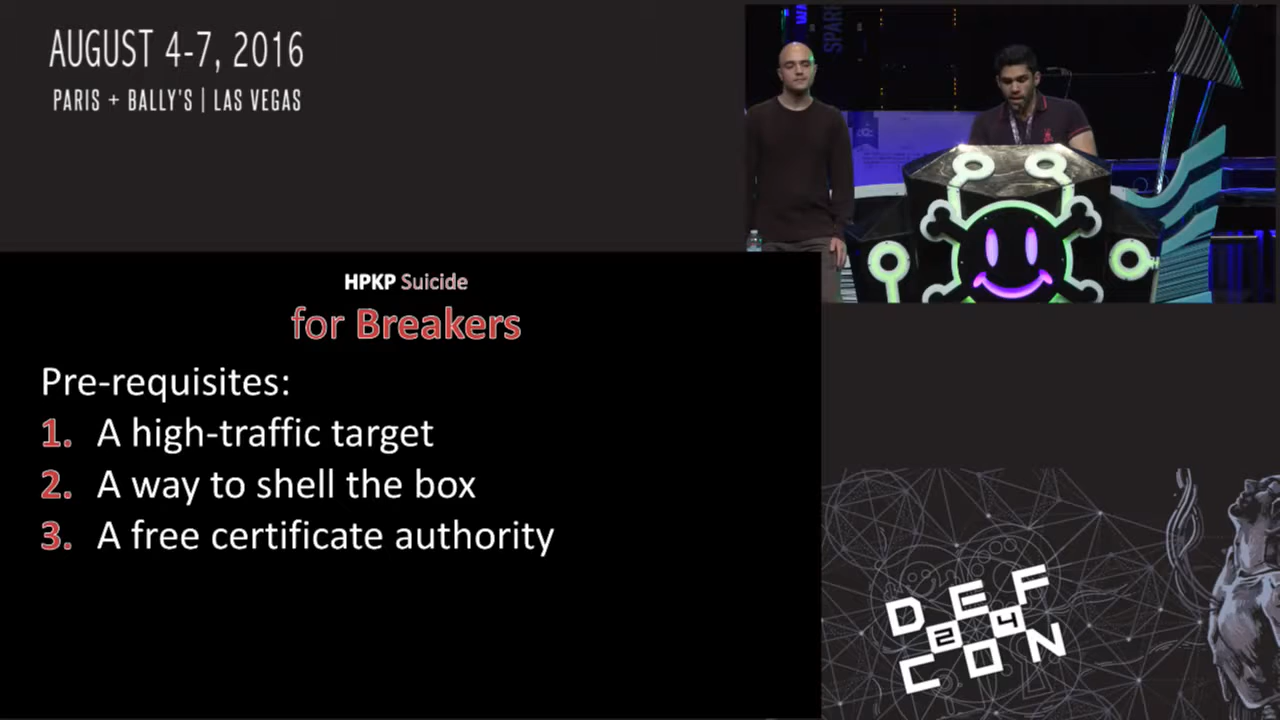 AUGUST 4-7, 2016
PARIS + BALLY'S | LAS VEGAS
SPAR
HPKP Suicide
for Breakers
Pre-requisites:
1. A high-traffic target
2. A way to shell the box
3. A free certificate authority
DEF
24
CON